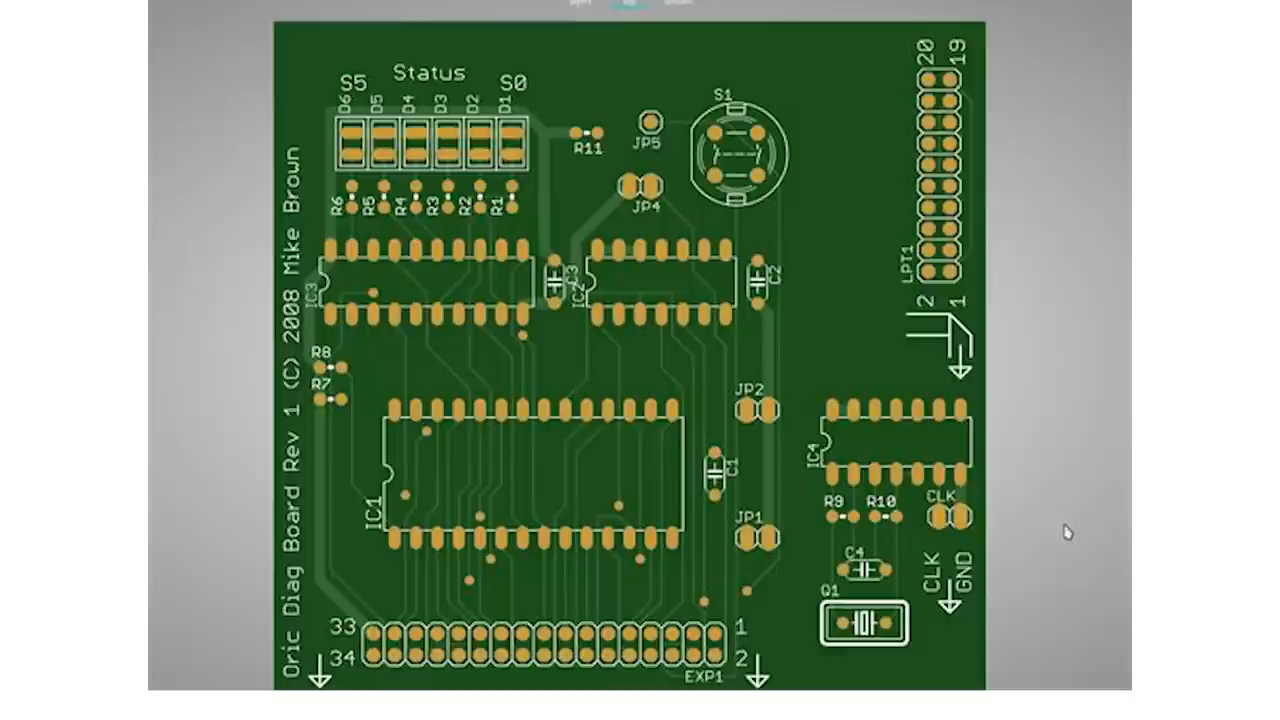 Status
S5
S0
D6
D5
D4
D3
D2
D1
S1
20
19
R11
JP5
R6
R5
R4
R3
R2
R1
JP4
LPT1
IC3
C3
IC2
C2
2
1
R8
R7
JP2
IC4
C1
IC1
R9
R10
CLK
JP1
C4
CLK
GND
Q1
33
1
34
2
EXP1
Oric Diag Board Rev 1 (C) 2008 Mike Brown